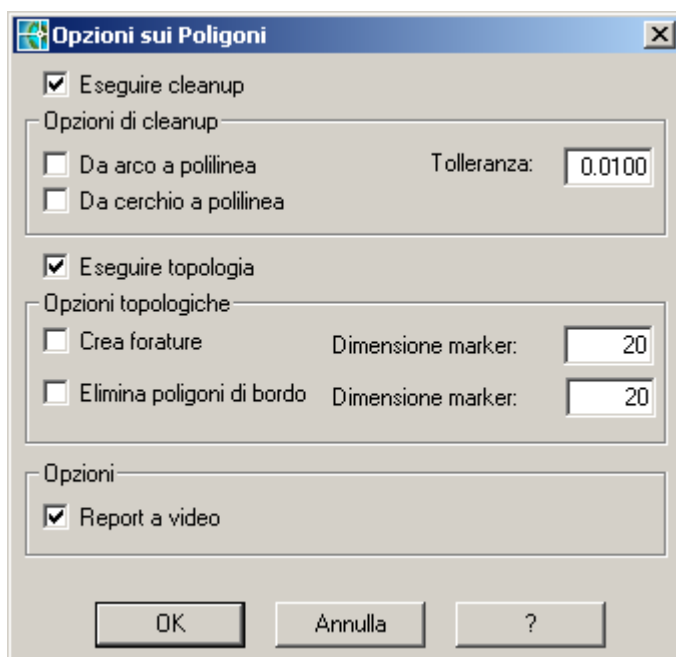 Opzioni sui Poligoni
Eseguire cleanup
Opzioni di cleanup
Da arco a polilinea Tolleranza: 0.0100
Da cerchio a polilinea
Eseguire topologia
Opzioni topologiche
Crea forature Dimensione marker: 20
Elimina poligoni di bordo Dimensione marker: 20
Opzioni
Report a video
OK Annulla ?